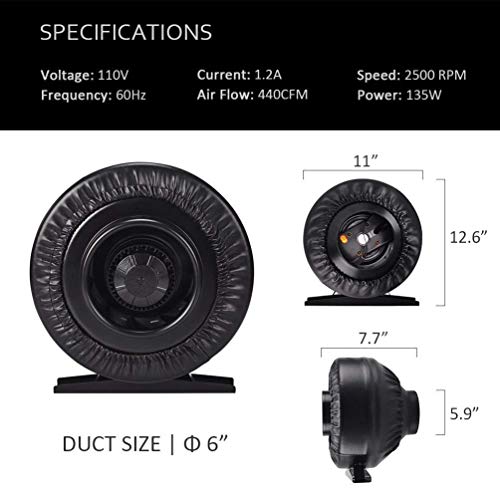 SPECIFICATIONS
Voltage: 110V
Current: 1.2A
Speed: 2500 RPM
Frequency: 60Hz
Air Flow: 440CFM
Power: 135W
11”
12.6”
7.7”
5.9”
DUCT SIZE | Φ 6”